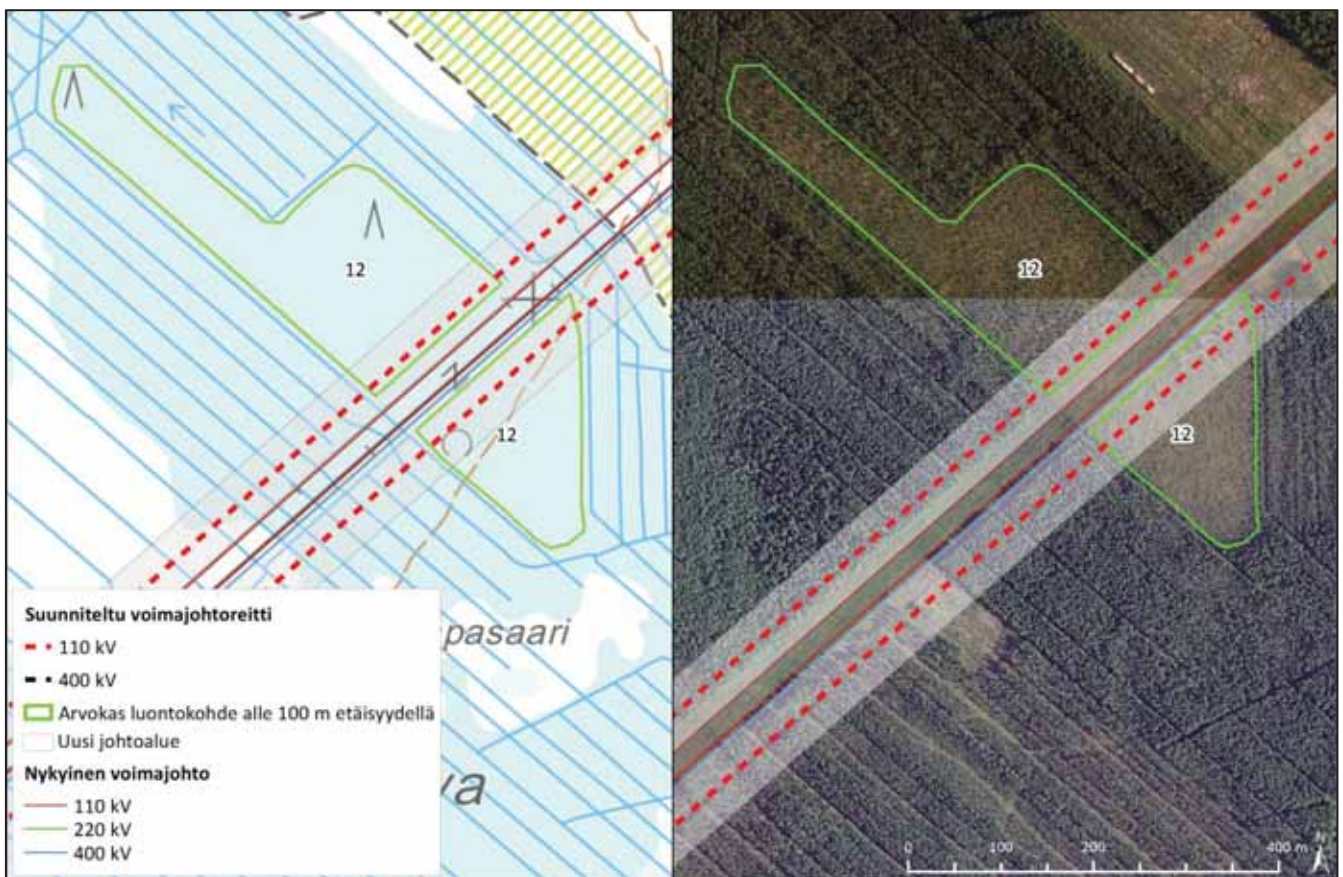 12
12
pasaari
va
Suunniteltu voimajohtoreitti
110 kV
400 kV
Arvokas luontokohde alle 100 m etäisyydellä
Uusi johtoalue
Nykyinen voimajohto
110 kV
220 kV
400 kV
12
12
0 100 200 400 m
N